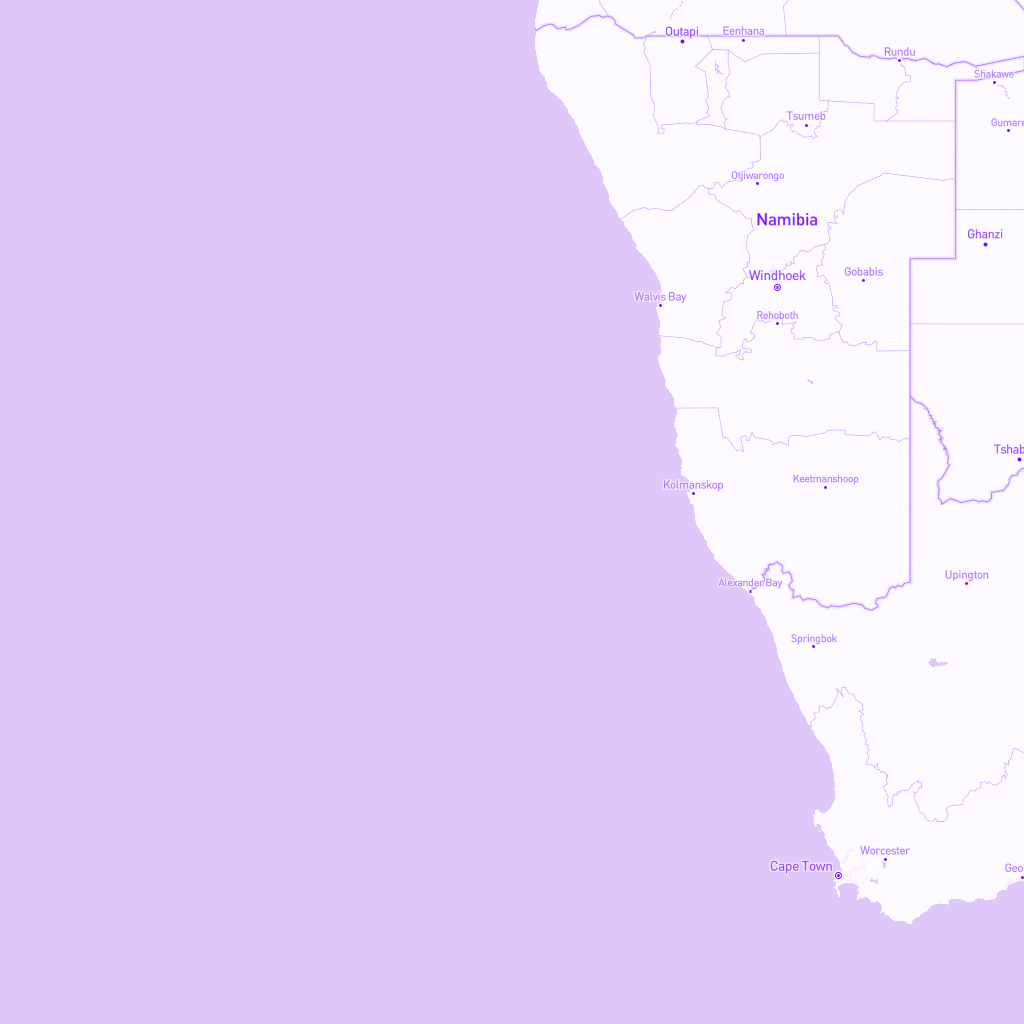 Outapi
Eenhana
Rundu
Shakawe
Tsumeb
Gumare
Otjiwarongo
Namibia
Ghanzi
Windhoek
Gobabis
Walvis Bay
Rehoboth
Tshab
Keetmanshoop
Kolmanskop
Upington
Alexander Bay
Springbok
Worcester
Cape Town
Geo